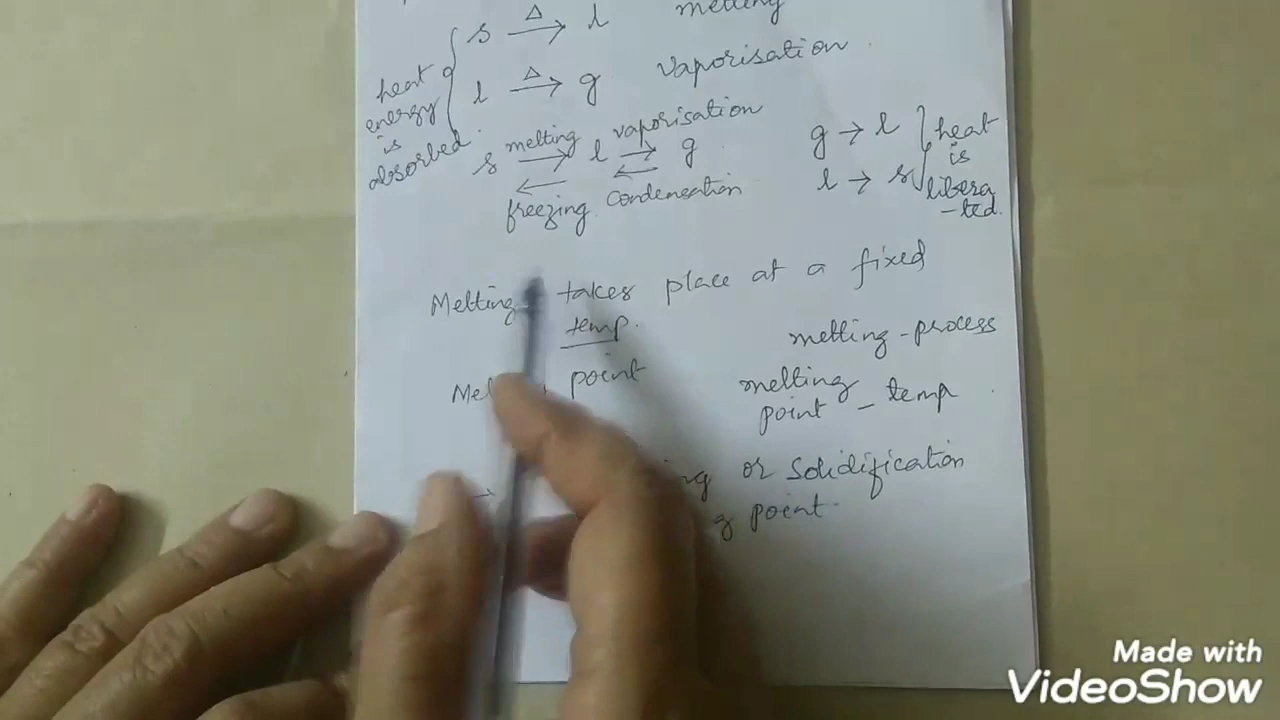 s Δ→ l melting
l Δ→ g vaporisation
heat energy is absorbed
s melting→ l vaporisation→ g
← freezing ← condensation
g → l
l → s
heat is libera-ted.
Melting takes place at a fixed
temp.
melting - process
point
melting point - temp
or solidification
point.
Made with
VideoShow